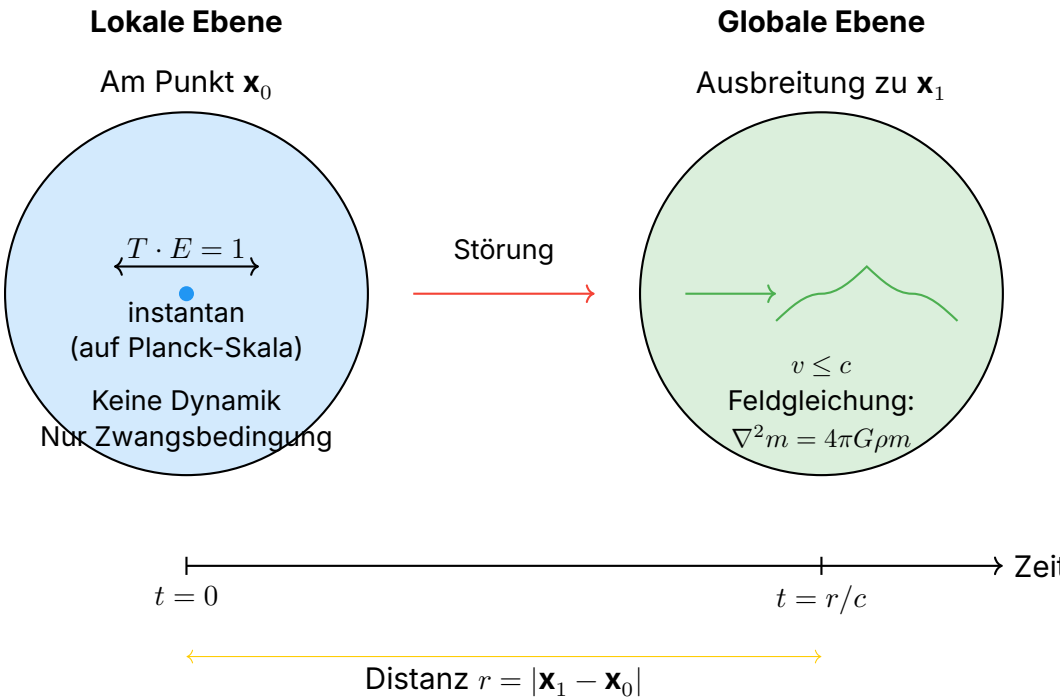 Lokale Ebene
Am Punkt 𝐱₀
T · E = 1
instantan
(auf Planck-Skala)
Keine Dynamik
Nur Zwangsbedingung
Störung
Globale Ebene
Ausbreitung zu 𝐱₁
v ≤ c
Feldgleichung:
∇²m = 4πGρm
Zeit
t = 0
t = r/c
Distanz r = |𝐱₁ − 𝐱₀|